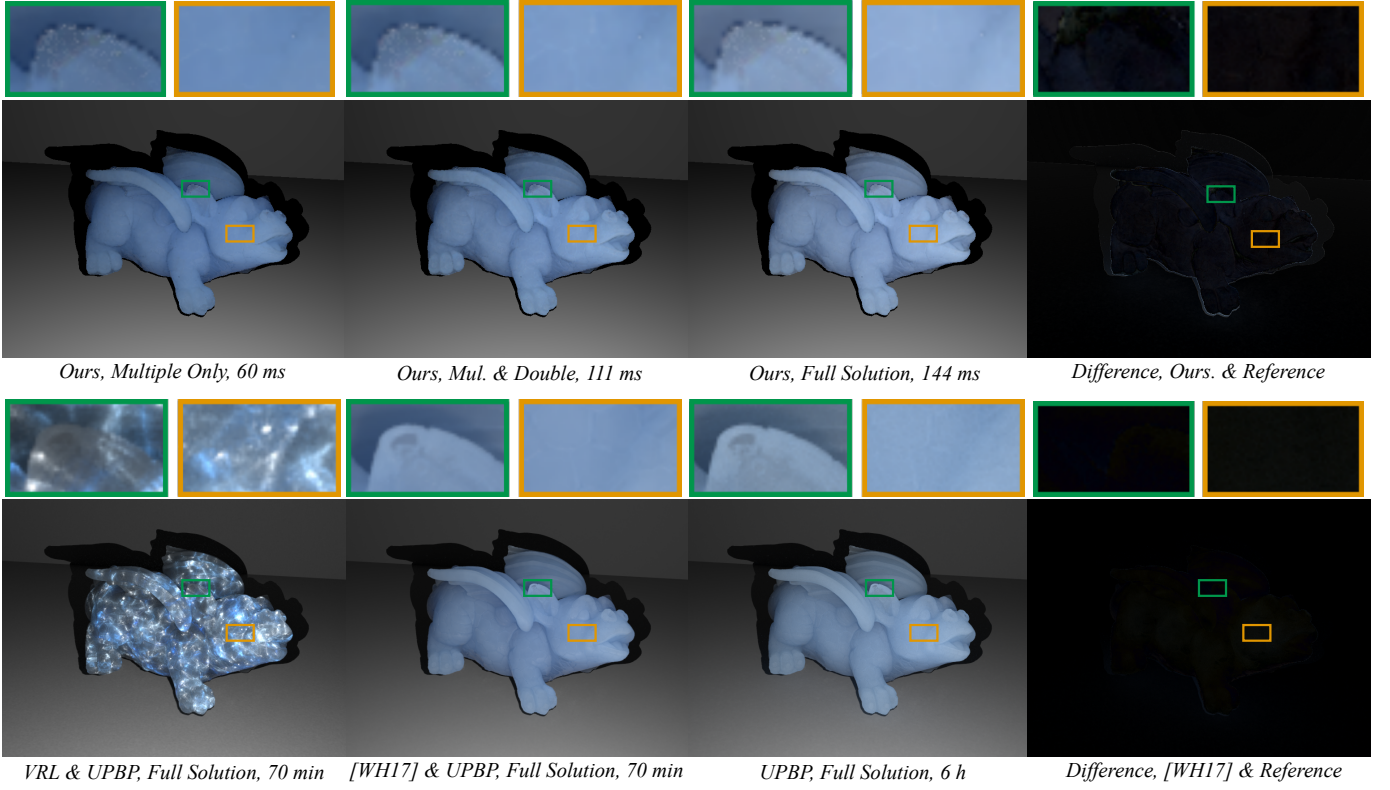 Ours, Multiple Only, 60 ms
Ours, Mul. & Double, 111 ms
Ours, Full Solution, 144 ms
Difference, Ours. & Reference
VRL & UPBP, Full Solution, 70 min
[WH17] & UPBP, Full Solution, 70 min
UPBP, Full Solution, 6 h
Difference, [WH17] & Reference